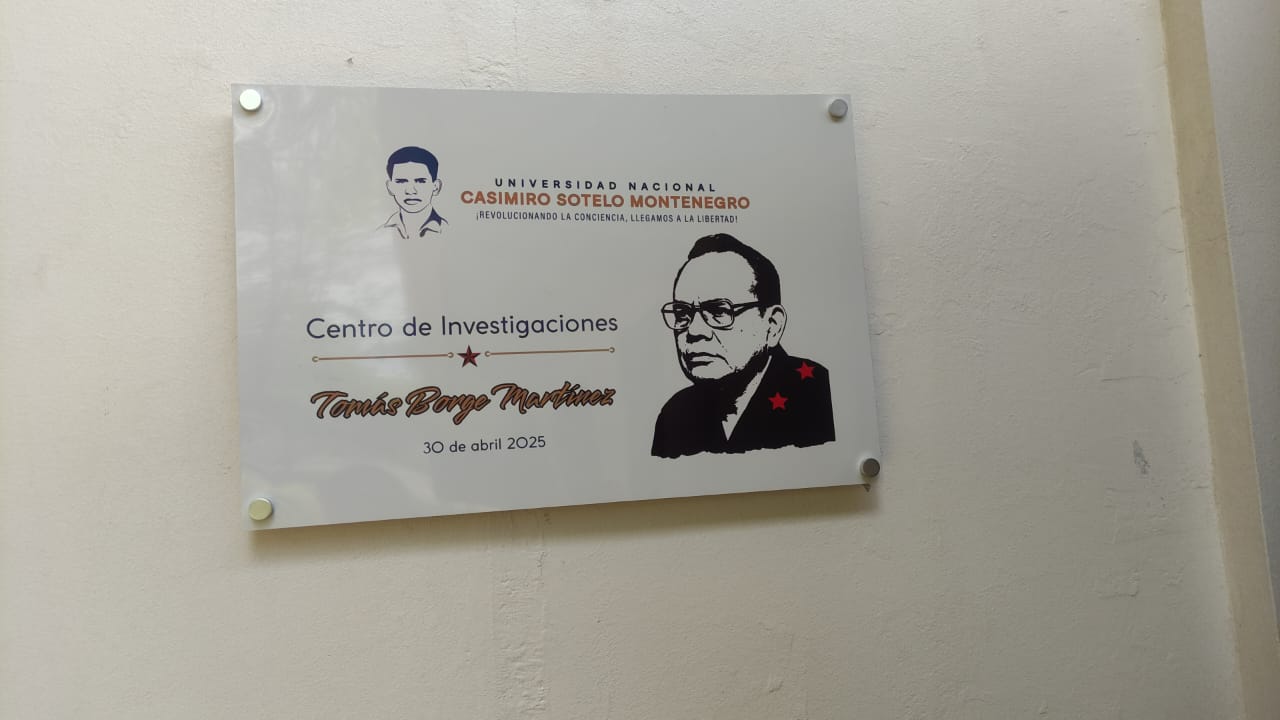 UNIVERSIDAD NACIONAL
CASIMIRO SOTELO MONTENEGRO
¡REVOLUCIONANDO LA CONCIENCIA, LLEGAMOS A LA LIBERTAD!
Centro de Investigaciones
Tomás Borge Martínez
30 de abril 2025